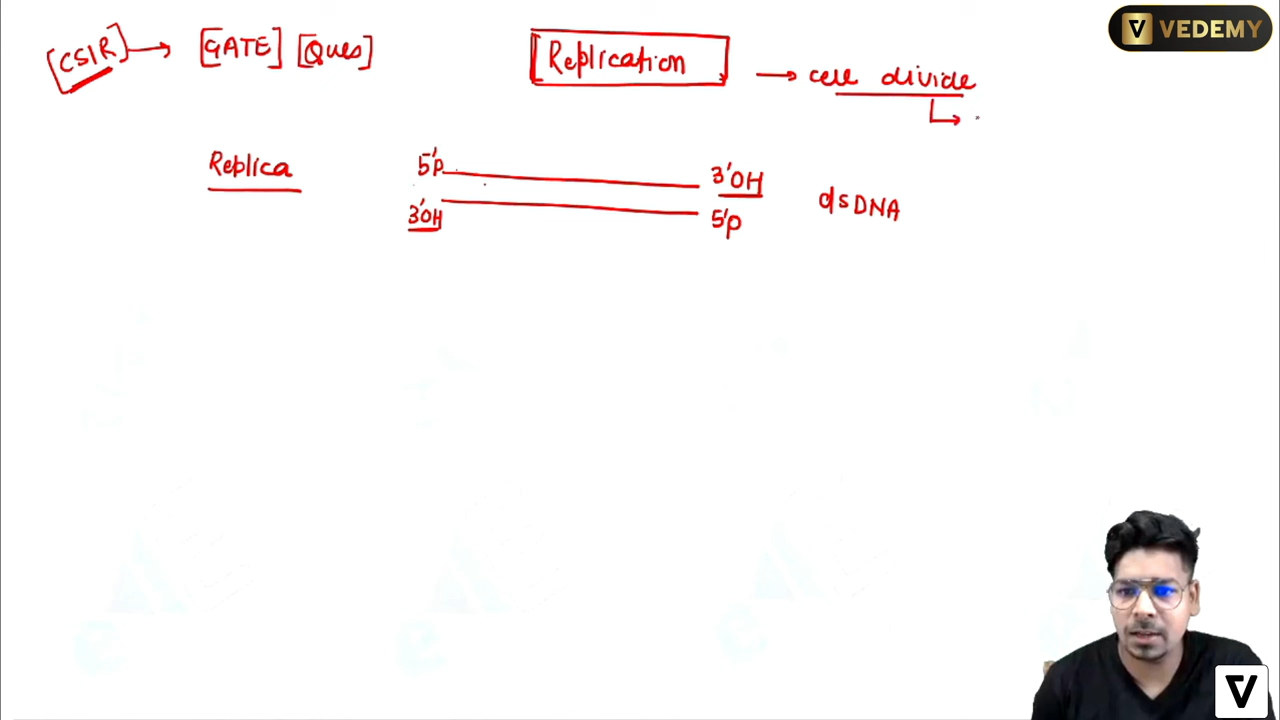 [CSIR] → [GATE] [Ques]
Replication → cell divide
Replica
5'P 3'OH
3'OH 5'P
dsDNA
VEDEMY